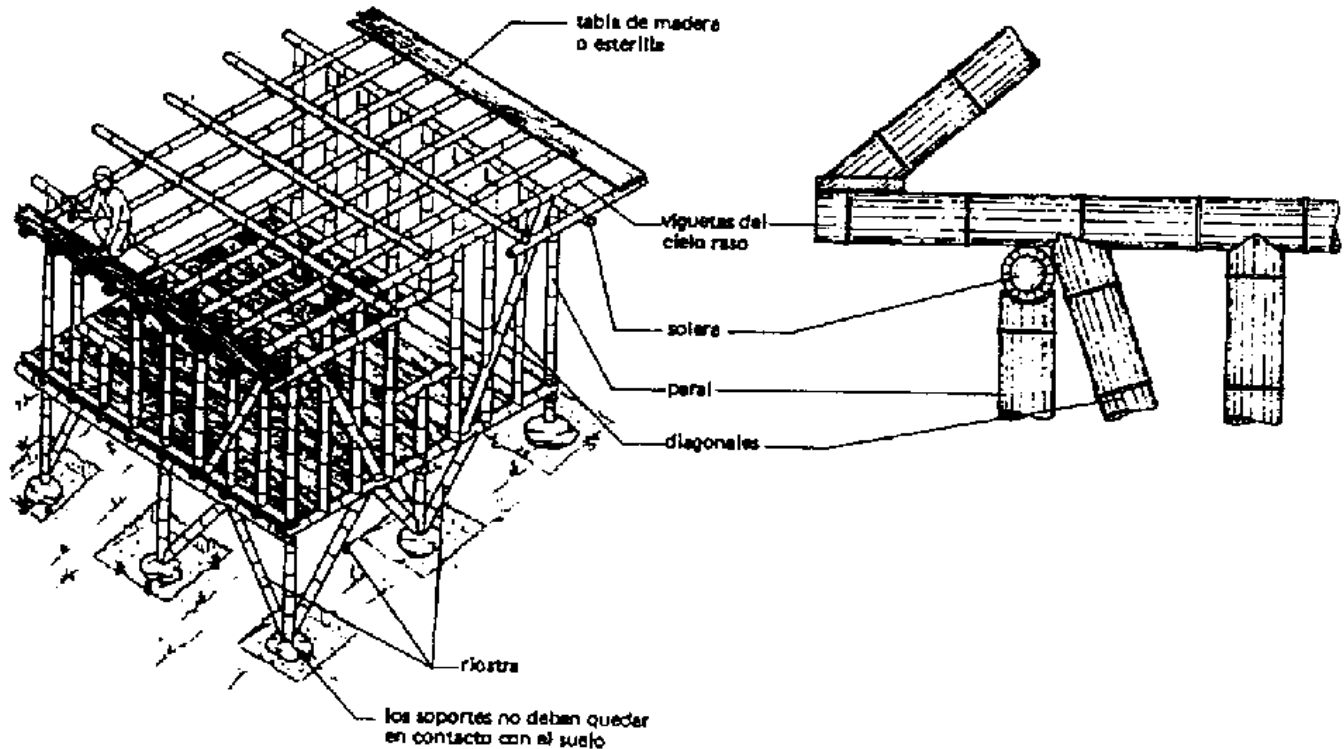 tabla de madera
o esterilla
viguetas del
cielo raso
solera
paral
diagonales
riostra
los soportes no deben quedar
en contacto con el suelo